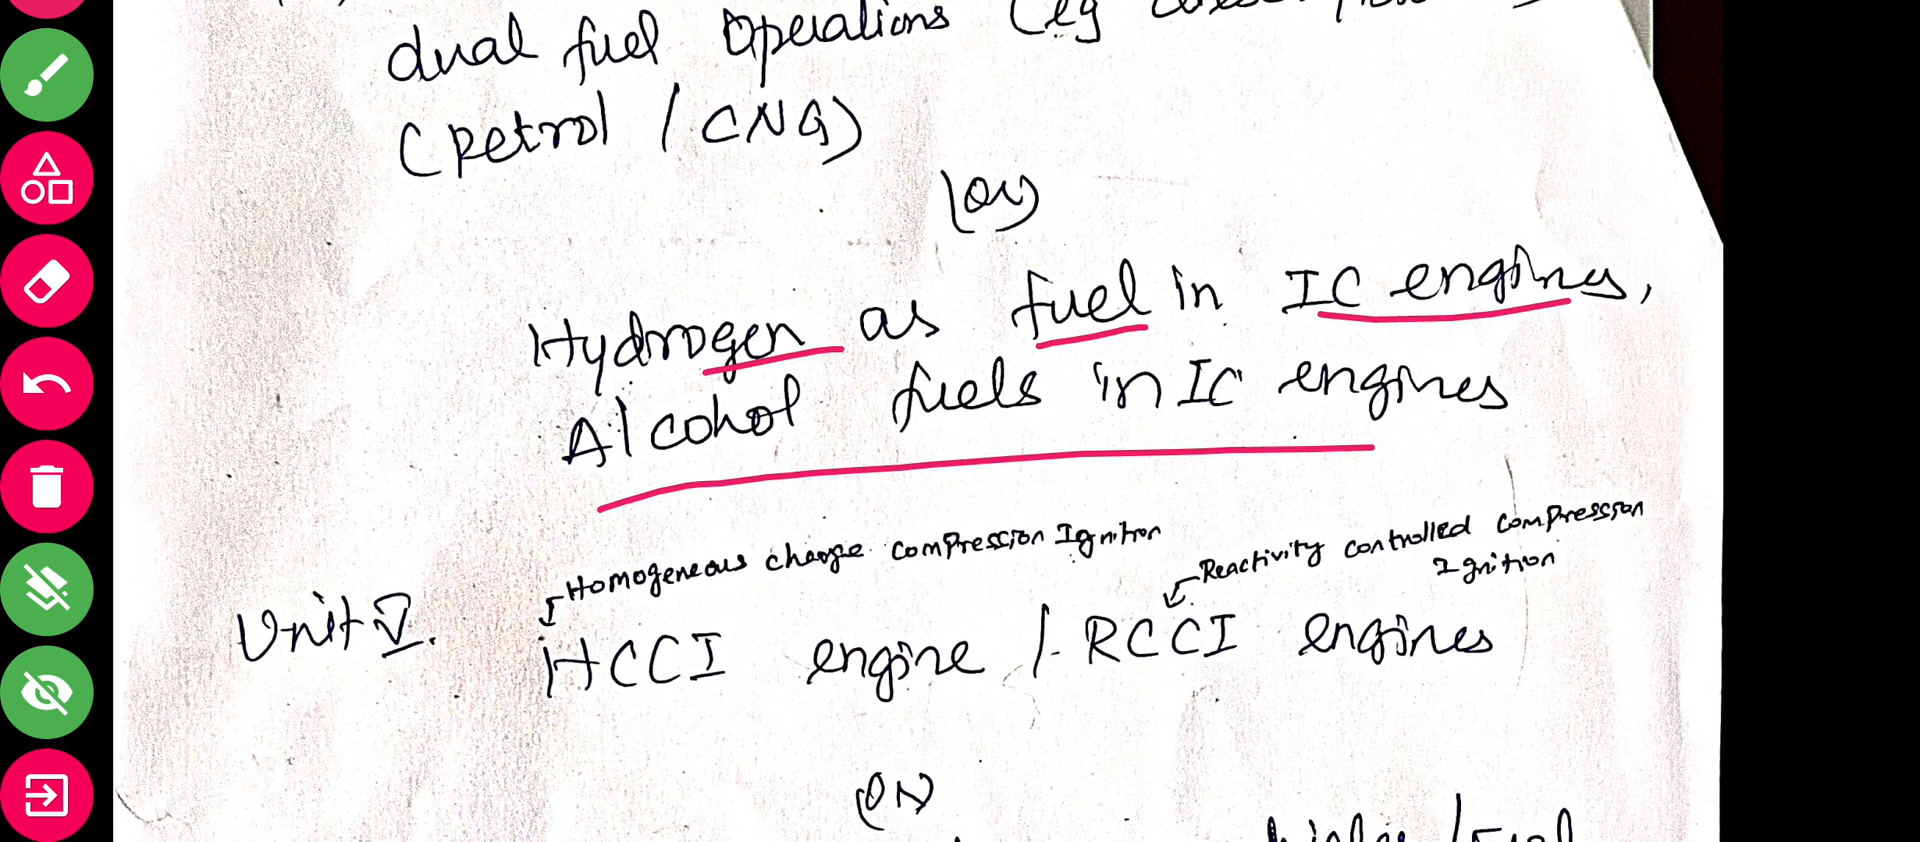 dual fuel operations (eg
(petrol / CNG)
(or)
Hydrogen as fuel in IC engines,
Alcohol fuels in IC engines
Homogeneous charge compression Ignition
Reactivity controlled compression
Ignition
Unit V. HCCI engine / RCCI engines
(or)